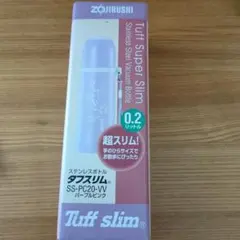 ZOJIRUSHI
Tuff Super Slim
Stainless Steel Vacuum Bottle
0.2
リットル
超スリム!
手のひらサイズで
お散歩にぴったり
ステンレスボトル
タフスリム
SS-PC20-VV
パープルピンク
Tuff slim